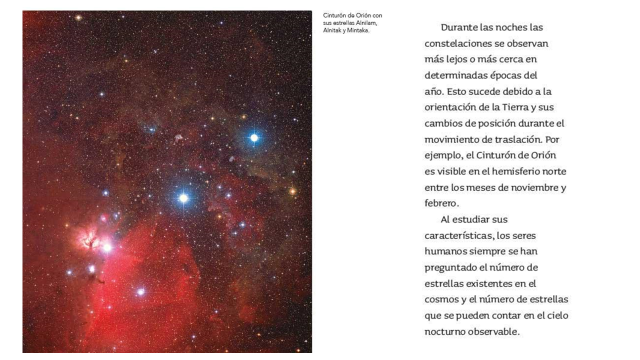 Cinturón de Orión con
sus estrellas Alnilam,
Alnitak y Mintaka.
Durante las noches las
constelaciones se observan
más lejos o más cerca en
determinadas épocas del
año. Esto sucede debido a la
orientación de la Tierra y sus
cambios de posición durante el
movimiento de traslación. Por
ejemplo, el Cinturón de Orión
es visible en el hemisferio norte
entre los meses de noviembre y
febrero.
Al estudiar sus
características, los seres
humanos siempre se han
preguntado el número de
estrellas existentes en el
cosmos y el número de estrellas
que se pueden contar en el cielo
nocturno observable.